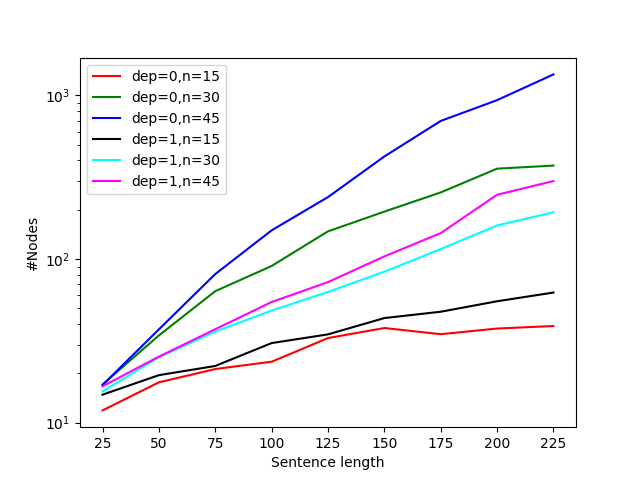 dep=0,n=15
dep=0,n=30
dep=0,n=45
dep=1,n=15
dep=1,n=30
dep=1,n=45
#Nodes
10³
10²
10¹
25 50 75 100 125 150 175 200 225
Sentence length